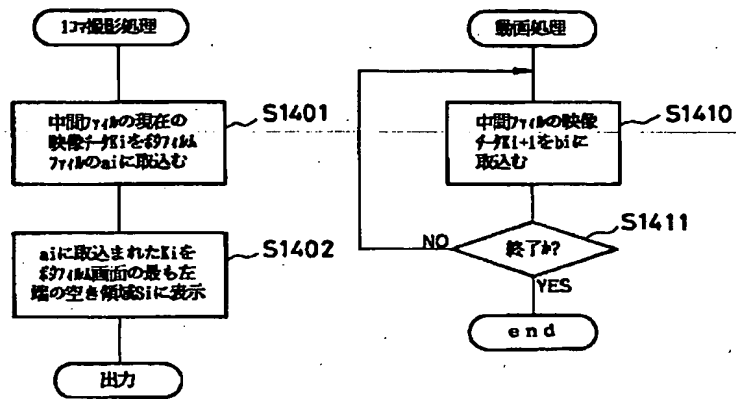 1コマ撮影処理
中間ファイルの現在の
映像データKiをポジフィルム
ファイルのaiに取込む
S1401
aiに取込まれたKiを
ポジフィルム画面の最も左
端の空き領域Siに表示
S1402
出力
動画処理
中間ファイルの映像
データKi+1をbiに
取込む
S1410
終了か?
S1411
NO
YES
end